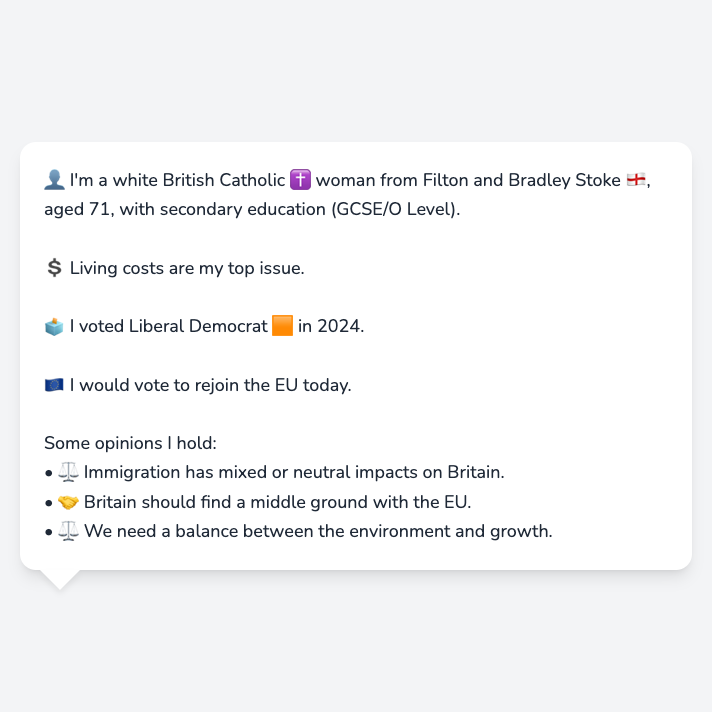 👤 I'm a white British Catholic ✝️ woman from Filton and Bradley Stoke 🏴󠁧󠁢󠁥󠁮󠁧󠁿,
aged 71, with secondary education (GCSE/O Level).
💲 Living costs are my top issue.
🗳️ I voted Liberal Democrat 🟧 in 2024.
🇪🇺 I would vote to rejoin the EU today.
Some opinions I hold:
• ⚖️ Immigration has mixed or neutral impacts on Britain.
• 🤝 Britain should find a middle ground with the EU.
• ⚖️ We need a balance between the environment and growth.